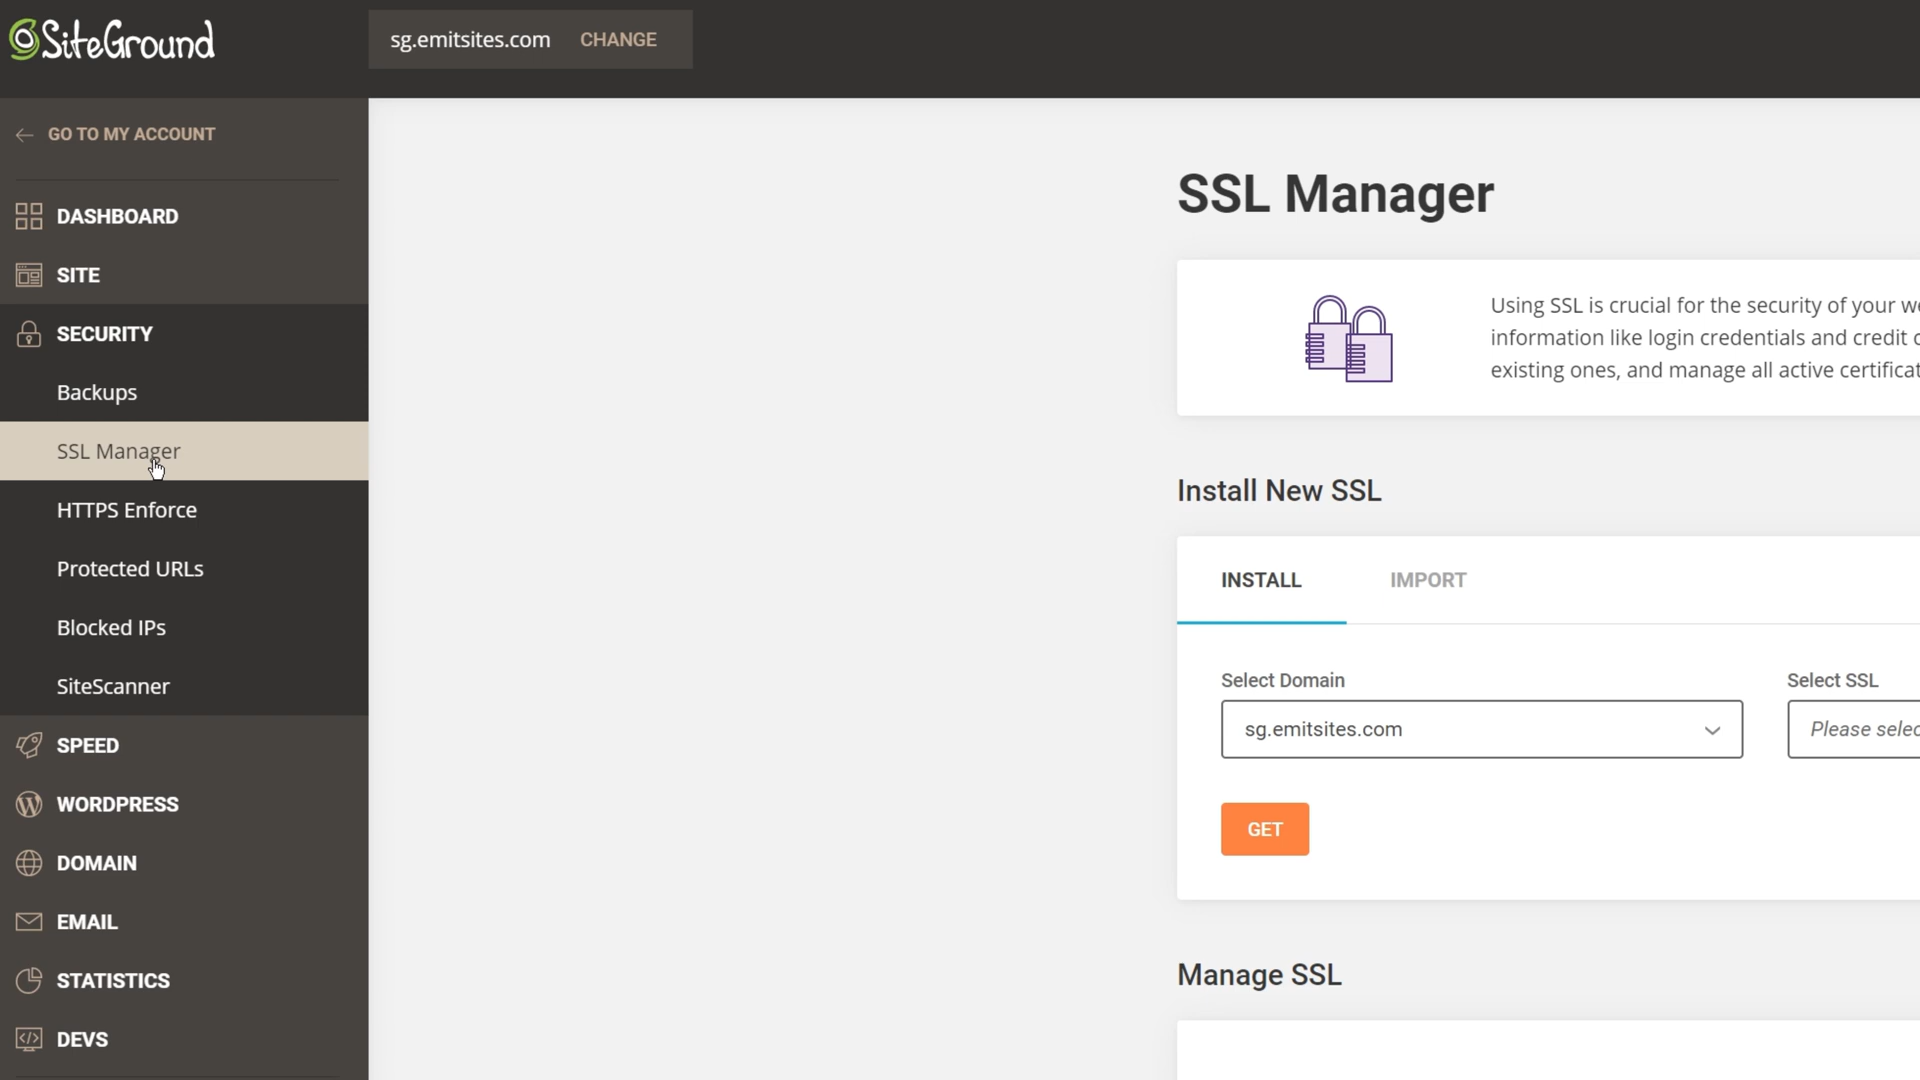 SiteGround
sg.emitsites.com CHANGE
GO TO MY ACCOUNT
DASHBOARD
SITE
SECURITY
Backups
SSL Manager
HTTPS Enforce
Protected URLs
Blocked IPs
SiteScanner
SPEED
WORDPRESS
DOMAIN
EMAIL
STATISTICS
DEVS
SSL Manager
Using SSL is crucial for the security of your
information like login credentials and credit
existing ones, and manage all active
Install New SSL
INSTALL IMPORT
Select Domain Select SSL
sg.emitsites.com Please
GET
Manage SSL